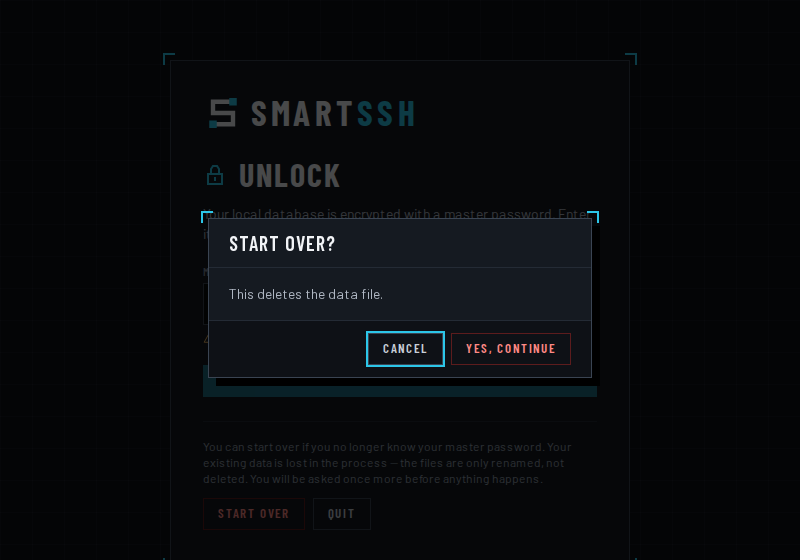 SMARTSSH
UNLOCK
Your local database is encrypted with a master password. Enter
START OVER?
This deletes the data file.
CANCEL
YES, CONTINUE
You can start over if you no longer know your master password. Your
existing data is lost in the process — the files are only renamed, not
deleted. You will be asked once more before anything happens.
START OVER
QUIT